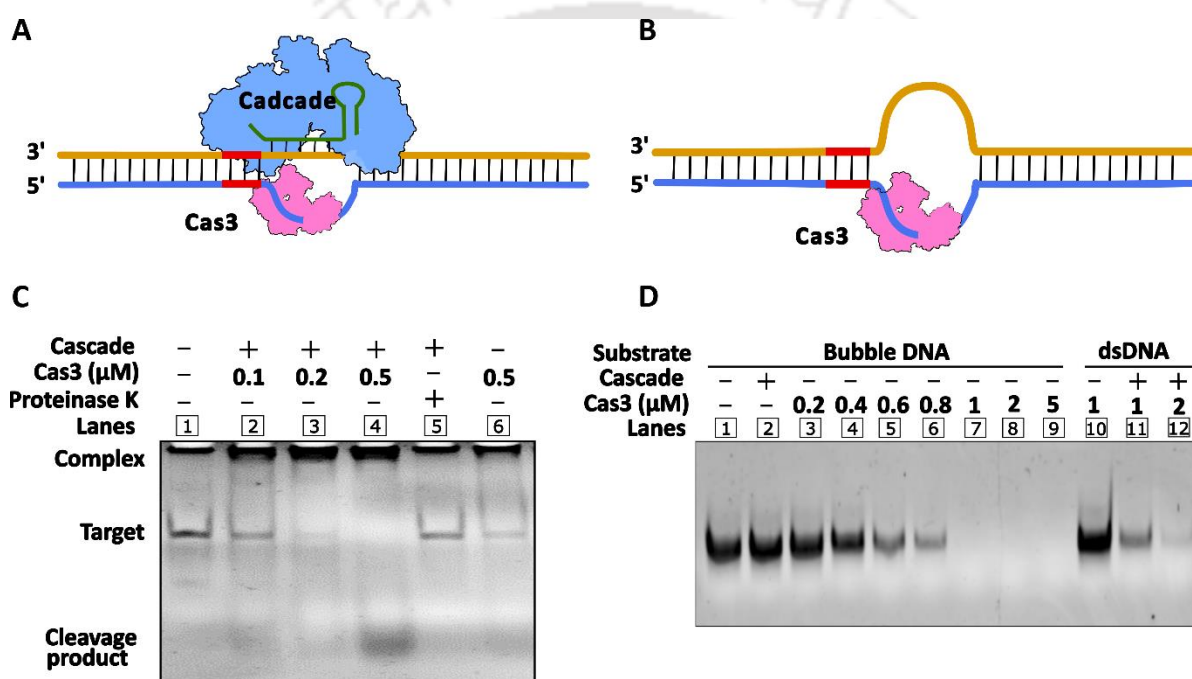 A
Cadcade
3'
5'
Cas3
B
3'
5'
Cas3
C
Cascade − + + + + −
Cas3 (μM) − 0.1 0.2 0.5 − 0.5
Proteinase K − − − − + −
Lanes 1 2 3 4 5 6
Complex
Target
Cleavage
product
D
Substrate Bubble DNA dsDNA
Cascade − + − − − − − − − − + +
Cas3 (μM) − − 0.2 0.4 0.6 0.8 1 2 5 1 1 2
Lanes 1 2 3 4 5 6 7 8 9 10 11 12